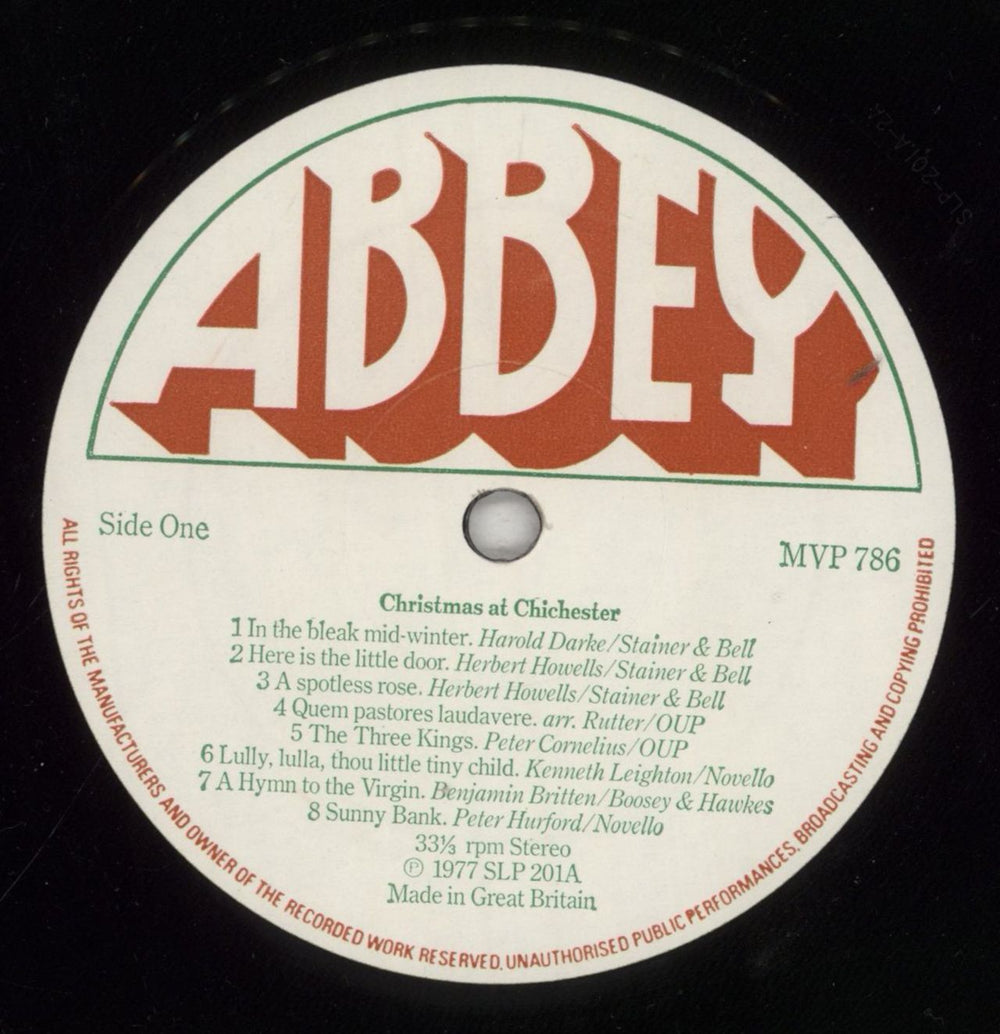 ABBEY
Side One
MVP 786
Christmas at Chichester
1 In the bleak mid-winter. Harold Darke/Stainer & Bell
2 Here is the little door. Herbert Howells/Stainer & Bell
3 A spotless rose. Herbert Howells/Stainer & Bell
4 Quem pastores laudavere. arr. Rutter/OUP
5 The Three Kings. Peter Cornelius/OUP
6 Lully, lulla, thou little tiny child. Kenneth Leighton/Novello
7 A Hymn to the Virgin. Benjamin Britten/Boosey & Hawkes
8 Sunny Bank. Peter Hurford/Novello
33⅓ rpm Stereo
℗ 1977 SLP 201A
Made in Great Britain
ALL RIGHTS OF THE MANUFACTURERS AND OWNER OF THE RECORDED WORK RESERVED. UNAUTHORISED PUBLIC PERFORMANCES. BROADCASTING AND COPYING PROHIBITED